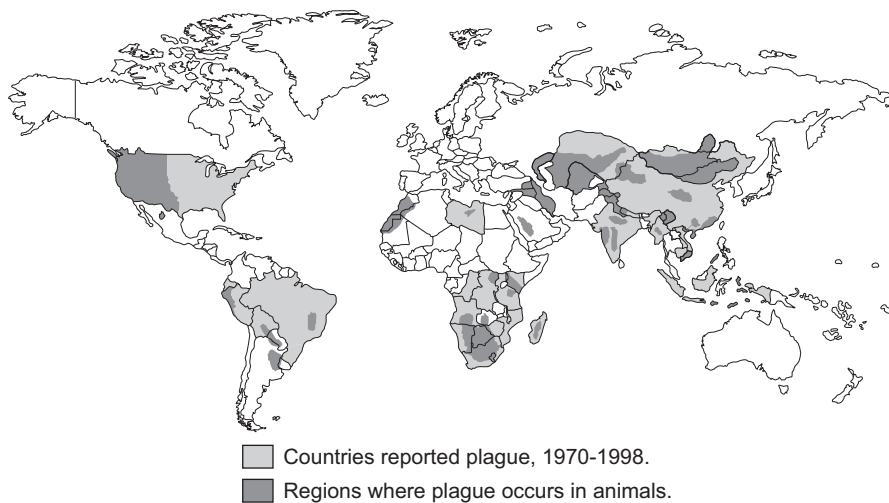 Countries reported plague, 1970-1998.
Regions where plague occurs in animals.